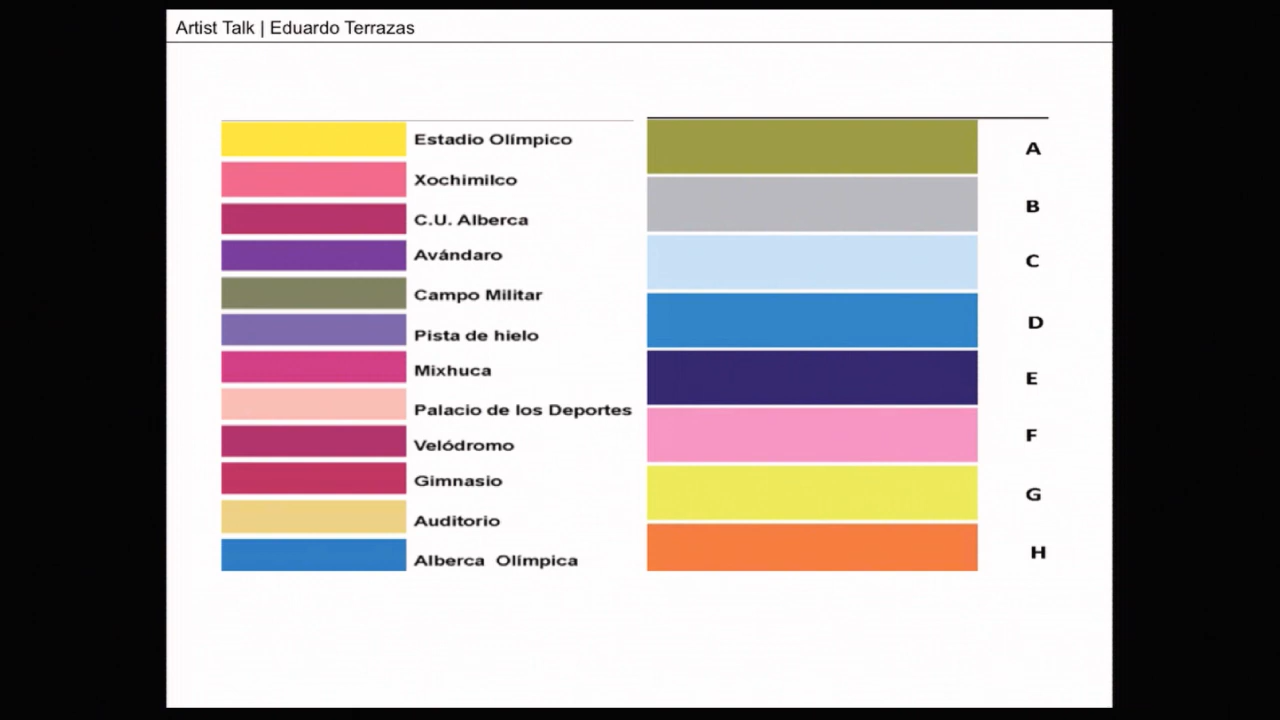 Artist Talk | Eduardo Terrazas
Estadio Olímpico
Xochimilco
C.U. Alberca
Avándaro
Campo Militar
Pista de hielo
Mixhuca
Palacio de los Deportes
Velódromo
Gimnasio
Auditorio
Alberca Olímpica
A
B
C
D
E
F
G
H